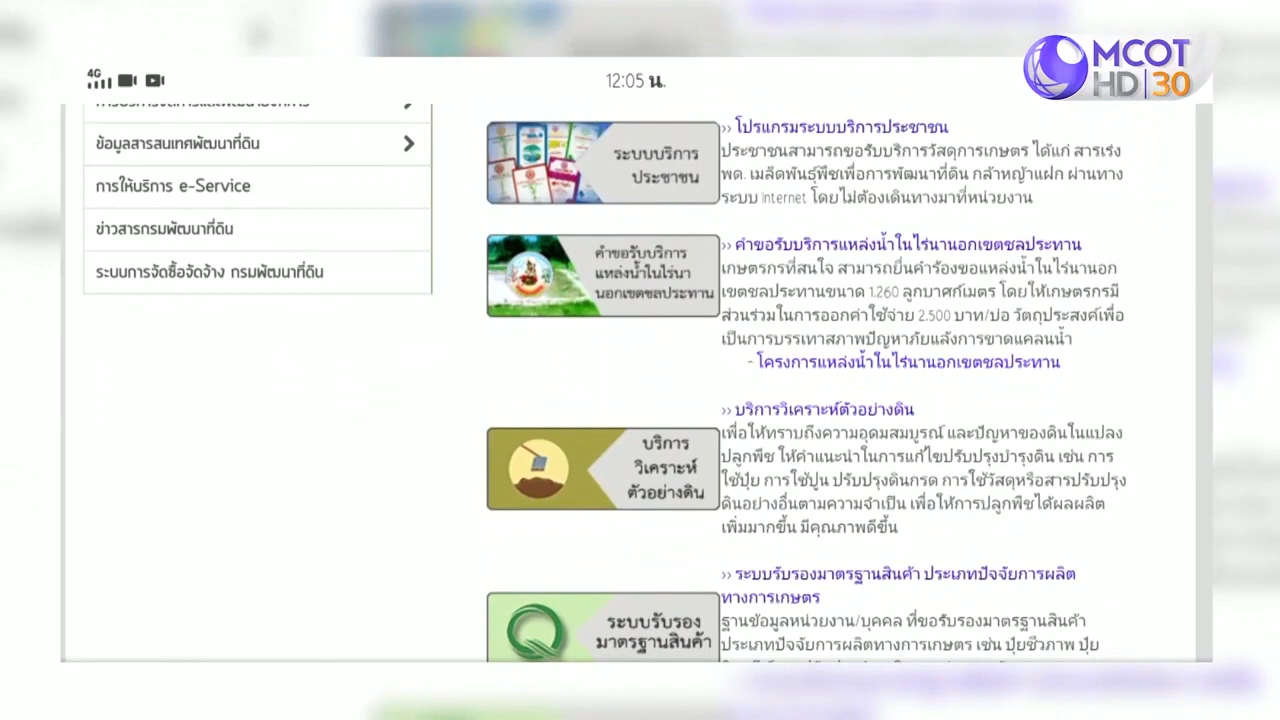 4G
12:05 น.
MCOT
HD 30
ข้อมูลสารสนเทศพัฒนาที่ดิน
การให้บริการ e-Service
ข่าวสารกรมพัฒนาที่ดิน
ระบบการจัดซื้อจัดจ้าง กรมพัฒนาที่ดิน
ระบบบริการ
ประชาชน
›› โปรแกรมระบบบริการประชาชน
ประชาชนสามารถขอรับบริการวัสดุการเกษตร ได้แก่ สารเร่ง
พด. เมล็ดพันธุ์พืชเพื่อการพัฒนาที่ดิน กล้าหญ้าแฝก ผ่านทาง
ระบบ Internet โดยไม่ต้องเดินทางมาที่หน่วยงาน
คำขอรับบริการ
แหล่งน้ำในไร่นา
นอกเขตชลประทาน
›› คำขอรับบริการแหล่งน้ำในไร่นานอกเขตชลประทาน
เกษตรกรที่สนใจ สามารถยื่นคำร้องขอแหล่งน้ำในไร่นานอก
เขตชลประทานขนาด 1,260 ลูกบาศก์เมตร โดยให้เกษตรกรมี
ส่วนร่วมในการออกค่าใช้จ่าย 2,500 บาท/บ่อ วัตถุประสงค์เพื่อ
เป็นการบรรเทาสภาพปัญหาภัยแล้งการขาดแคลนน้ำ
- โครงการแหล่งน้ำในไร่นานอกเขตชลประทาน
บริการ
วิเคราะห์
ตัวอย่างดิน
›› บริการวิเคราะห์ตัวอย่างดิน
เพื่อให้ทราบถึงความอุดมสมบูรณ์ และปัญหาของดินในแปลง
ปลูกพืช ให้คำแนะนำในการแก้ไขปรับปรุงบำรุงดิน เช่น การ
ใช้ปุ๋ย การใช้ปูน ปรับปรุงดินกรด การใช้วัสดุหรือสารปรับปรุง
ดินอย่างอื่นตามความจำเป็น เพื่อให้การปลูกพืชได้ผลผลิต
เพิ่มมากขึ้น มีคุณภาพดีขึ้น
ระบบรับรอง
มาตรฐานสินค้า
›› ระบบรับรองมาตรฐานสินค้า ประเภทปัจจัยการผลิต
ทางการเกษตร
ฐานข้อมูลหน่วยงาน/บุคคล ที่ขอรับรองมาตรฐานสินค้า
ประเภทปัจจัยการผลิตทางการเกษตร เช่น ปุ๋ยชีวภาพ ปุ๋ย